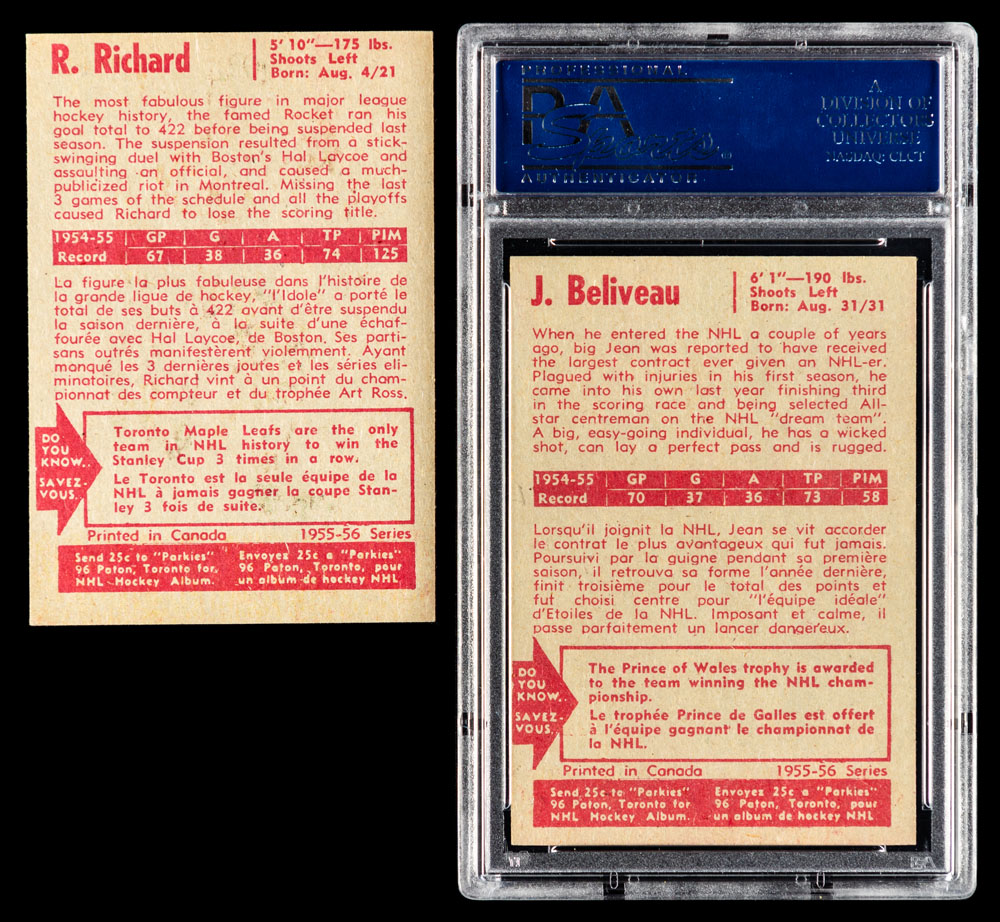 R. Richard
5' 10"—175 lbs.
Shoots Left
Born: Aug. 4/21
The most fabulous figure in major league
hockey history, the famed Rocket ran his
goal total to 422 before being suspended last
season. The suspension resulted from a stick-
swinging duel with Boston's Hal Laycoe and
assaulting an official, and caused a much-
publicized riot in Montreal. Missing the last
3 games of the schedule and all the playoffs
caused Richard to lose the scoring title.
1954-55 GP G A TP PIM
Record 67 38 36 74 125
La figure la plus fabuleuse dans l'histoire de
la grande ligue de hockey, "l'Idole" a porté le
total de ses buts à 422 avant d'être suspendu
la saison dernière, à la suite d'une échaf-
fourée avec Hal Laycoe, de Boston. Ses parti-
sans outrés manifestèrent violemment. Ayant
manqué les 3 dernières joutes et les séries eli-
minatoires, Richard vint à un point du cham-
pionnat des compteur et du trophée Art Ross.
DO
YOU
KNOW..
SAVEZ-
VOUS.
Toronto Maple Leafs are the only
team in NHL history to win the
Stanley Cup 3 times in a row.
Le Toronto est la seule équipe de la
NHL à jamais gagner la coupe Stan-
ley 3 fois de suite.
Printed in Canada 1955-56 Series
Send 25c to "Parkies"
96 Paton, Toronto for
NHL Hockey Album.
Envoyez 25c a "Parkies"
96 Paton, Toronto, pour
un album de hockey NHL
PROFESSIONAL
PSA
Sports
AUTHENTICATOR
A
DIVISION OF
COLLECTORS
UNIVERSE
NASDAQ: CLCT
J. Beliveau
6' 1"—190 lbs.
Shoots Left
Born: Aug. 31/31
When he entered the NHL a couple of years
ago, big Jean was reported to have received
the largest contract ever given an NHL-er.
Plagued with injuries in his first season, he
came into his own last year finishing third
in the scoring race and being selected All-
star centreman on the NHL "dream team".
A big, easy-going individual, he has a wicked
shot, can lay a perfect pass and is rugged.
1954-55 GP G A TP PIM
Record 70 37 36 73 58
Lorsqu'il joignit la NHL, Jean se vit accorder
le contrat le plus avantageux qui fut jamais.
Poursuivi par la guigne pendant sa première
saison, il retrouva sa forme l'année dernière,
finit troisième pour le total des points et
fut choisi centre pour "l'équipe idéale"
d'Etoiles de la NHL. Imposant et calme, il
passe parfaitement un lancer dangereux.
DO
YOU
KNOW..
SAVEZ-
VOUS.
The Prince of Wales trophy is awarded
to the team winning the NHL cham-
pionship.
Le trophée Prince de Galles est offert
à l'équipe gagnant le championnat de
la NHL.
Printed in Canada 1955-56 Series
Send 25c to "Parkies"
96 Paton, Toronto for
NHL Hockey Album.
Envoyez 25c a "Parkies"
96 Paton, Toronto, pour
un album de hockey NHL